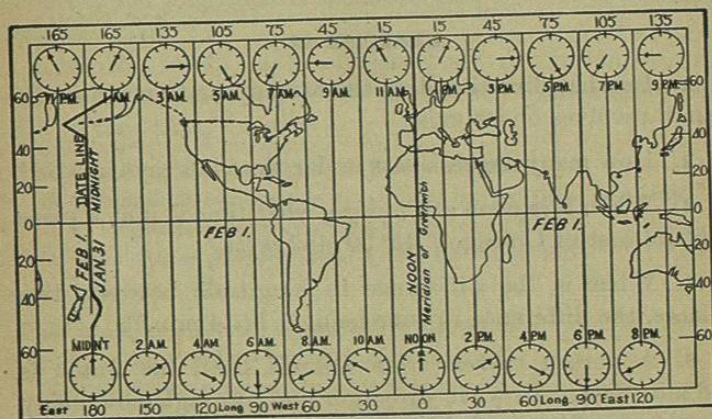 165 165 135 105 75 45 15 15 45 75 105 135
11 P.M. 1 A.M. 3 A.M. 5 A.M. 7 A.M. 9 A.M. 11 A.M. 1 P.M. 3 P.M. 5 P.M. 7 P.M. 9 P.M.
60 60
40 40
20 20
0 0
20 20
40 40
60 60
DATE LINE
MIDNIGHT
FEB 1.
JAN. 31
FEB 1.
NOON
Meridian of Greenwich
FEB 1.
MIDN'T 2 A.M. 4 A.M. 6 A.M. 8 A.M. 10 A.M. NOON 2 P.M. 4 P.M. 6 P.M. 8 P.M.
East 180 150 120 Long. 90 West 60 30 0 30 60 Long. 90 East 120